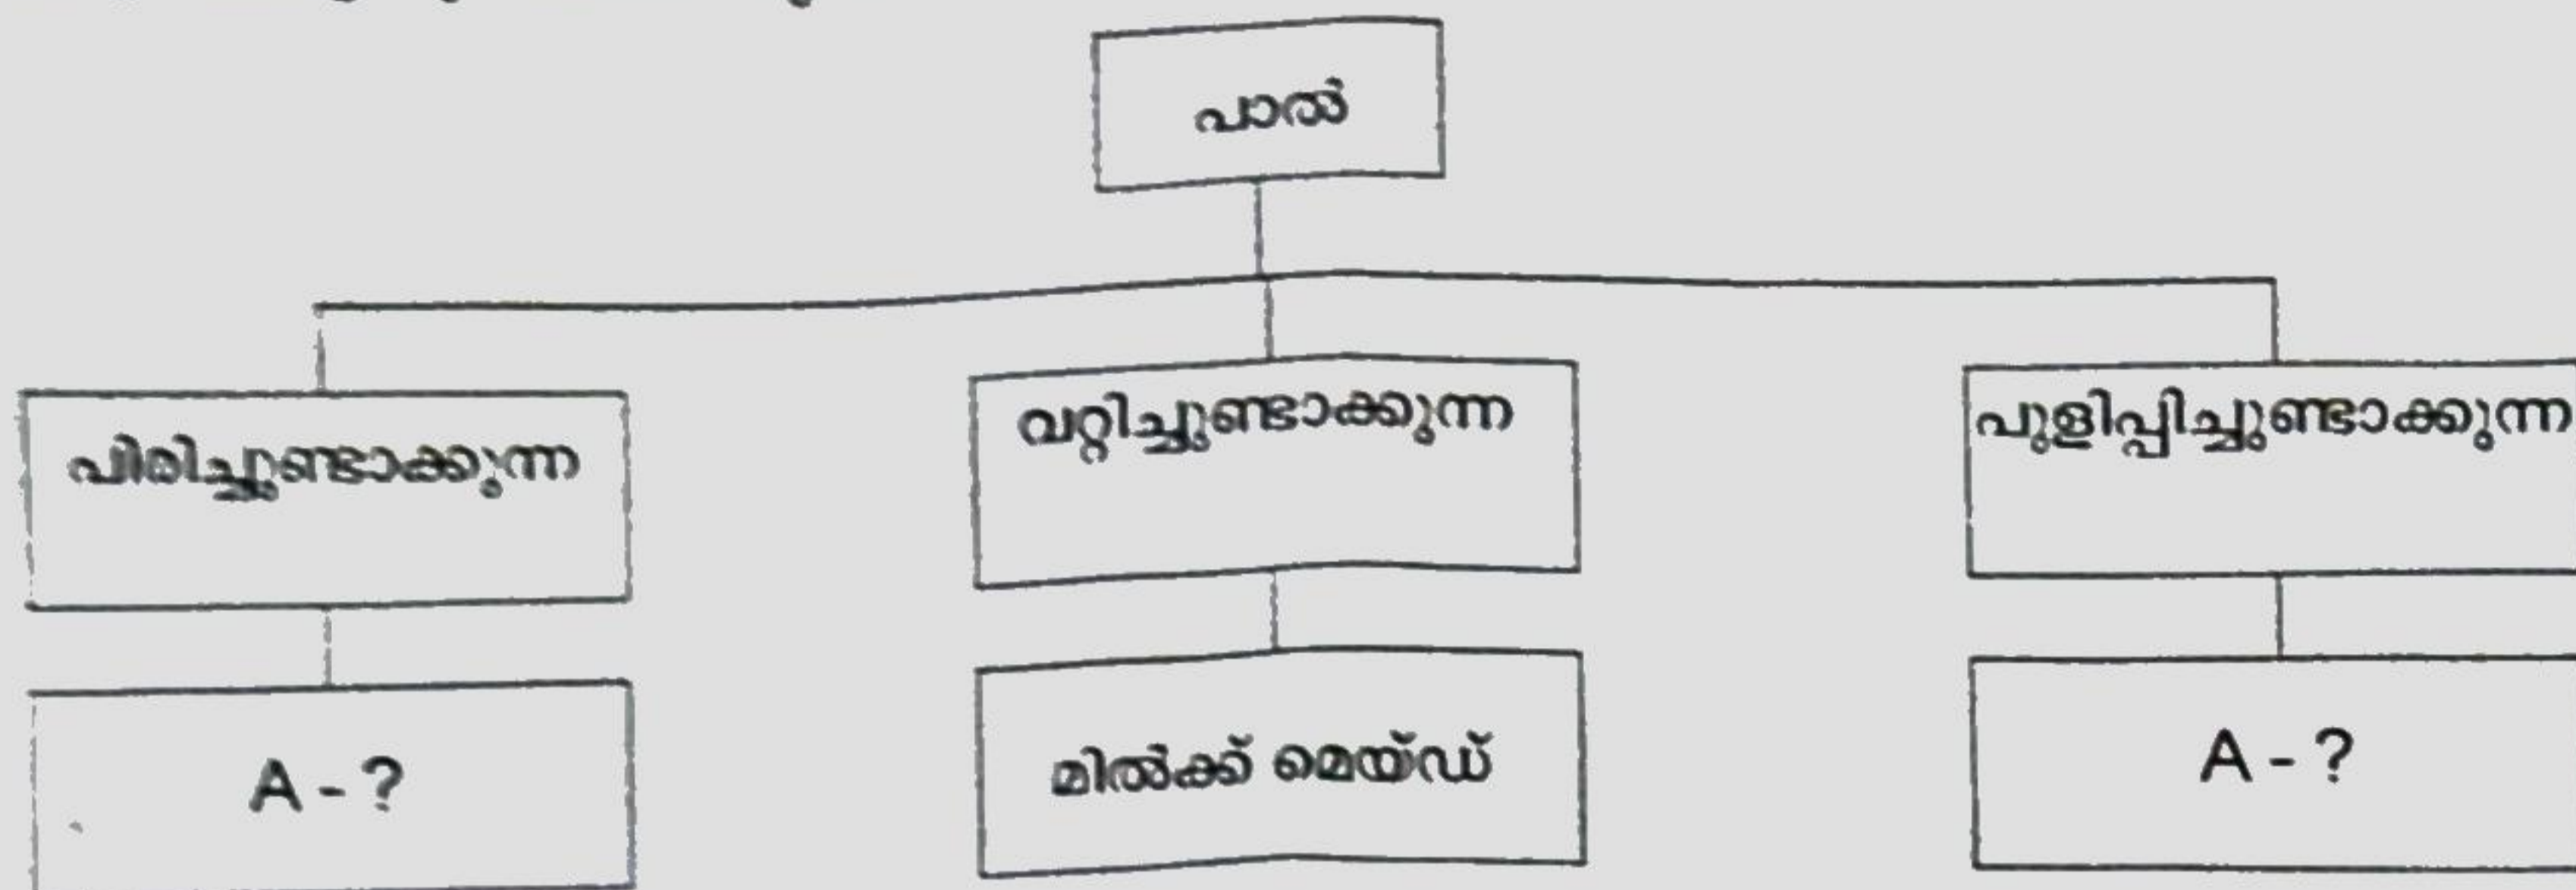 പാൽ
പിരിച്ചുണ്ടാക്കുന്ന
വറ്റിച്ചുണ്ടാക്കുന്ന
പുളിപ്പിച്ചുണ്ടാക്കുന്ന
A - ?
മിൽക്ക് മെയ്ഡ്
A - ?